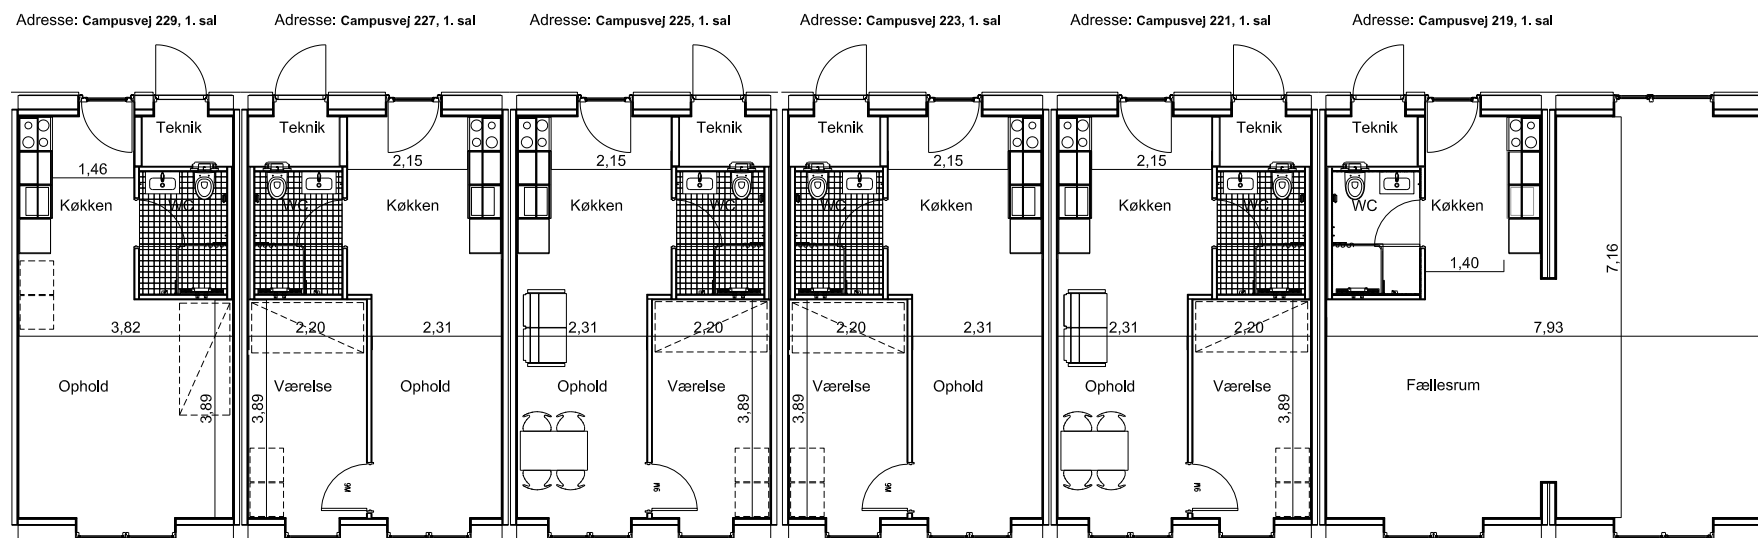 Adresse: Campusvej 229, 1. sal
Adresse: Campusvej 227, 1. sal
Adresse: Campusvej 225, 1. sal
Adresse: Campusvej 223, 1. sal
Adresse: Campusvej 221, 1. sal
Adresse: Campusvej 219, 1. sal
Teknik
Teknik
Teknik
Teknik
Teknik
Teknik
1,46
2,15
2,15
2,15
2,15
Køkken
WC
WC
Køkken
Køkken
WC
WC
Køkken
Køkken
WC
WC
Køkken
1,40
7,16
3,82
2,20
2,31
2,31
2,20
2,20
2,31
2,31
2,20
7,93
Ophold
Værelse
Ophold
Ophold
Værelse
Værelse
Ophold
Ophold
Værelse
Fællesrum
3,89
3,89
3,89
3,89
3,89
9M
M6
9M
M6